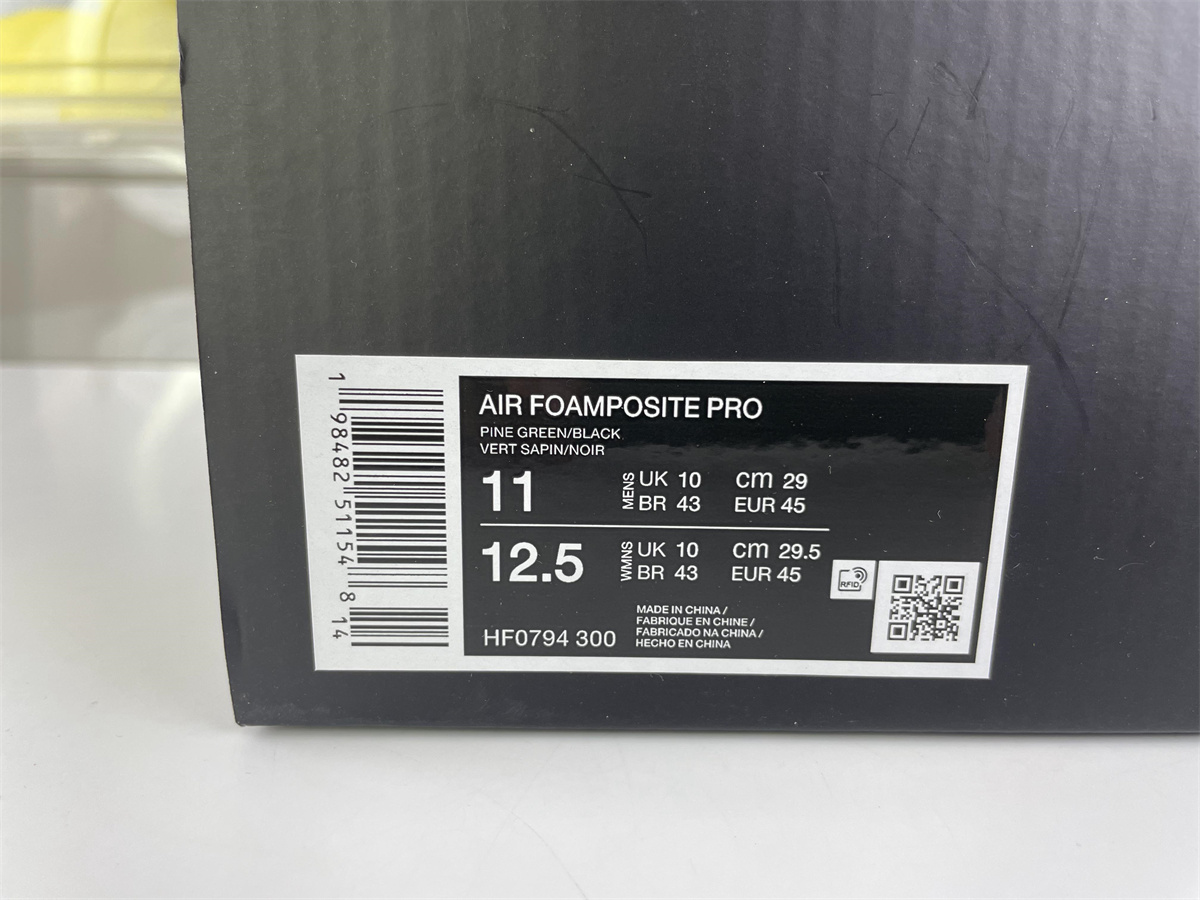 1 98482 51154 8 14
AIR FOAMPOSITE PRO
PINE GREEN/BLACK
VERT SAPIN/NOIR
11 MENS UK 10 cm 29
BR 43 EUR 45
12.5 WMNS UK 10 cm 29.5
BR 43 EUR 45
RFID
HF0794 300
MADE IN CHINA /
FABRIQUE EN CHINE /
FABRICADO NA CHINA /
HECHO EN CHINA